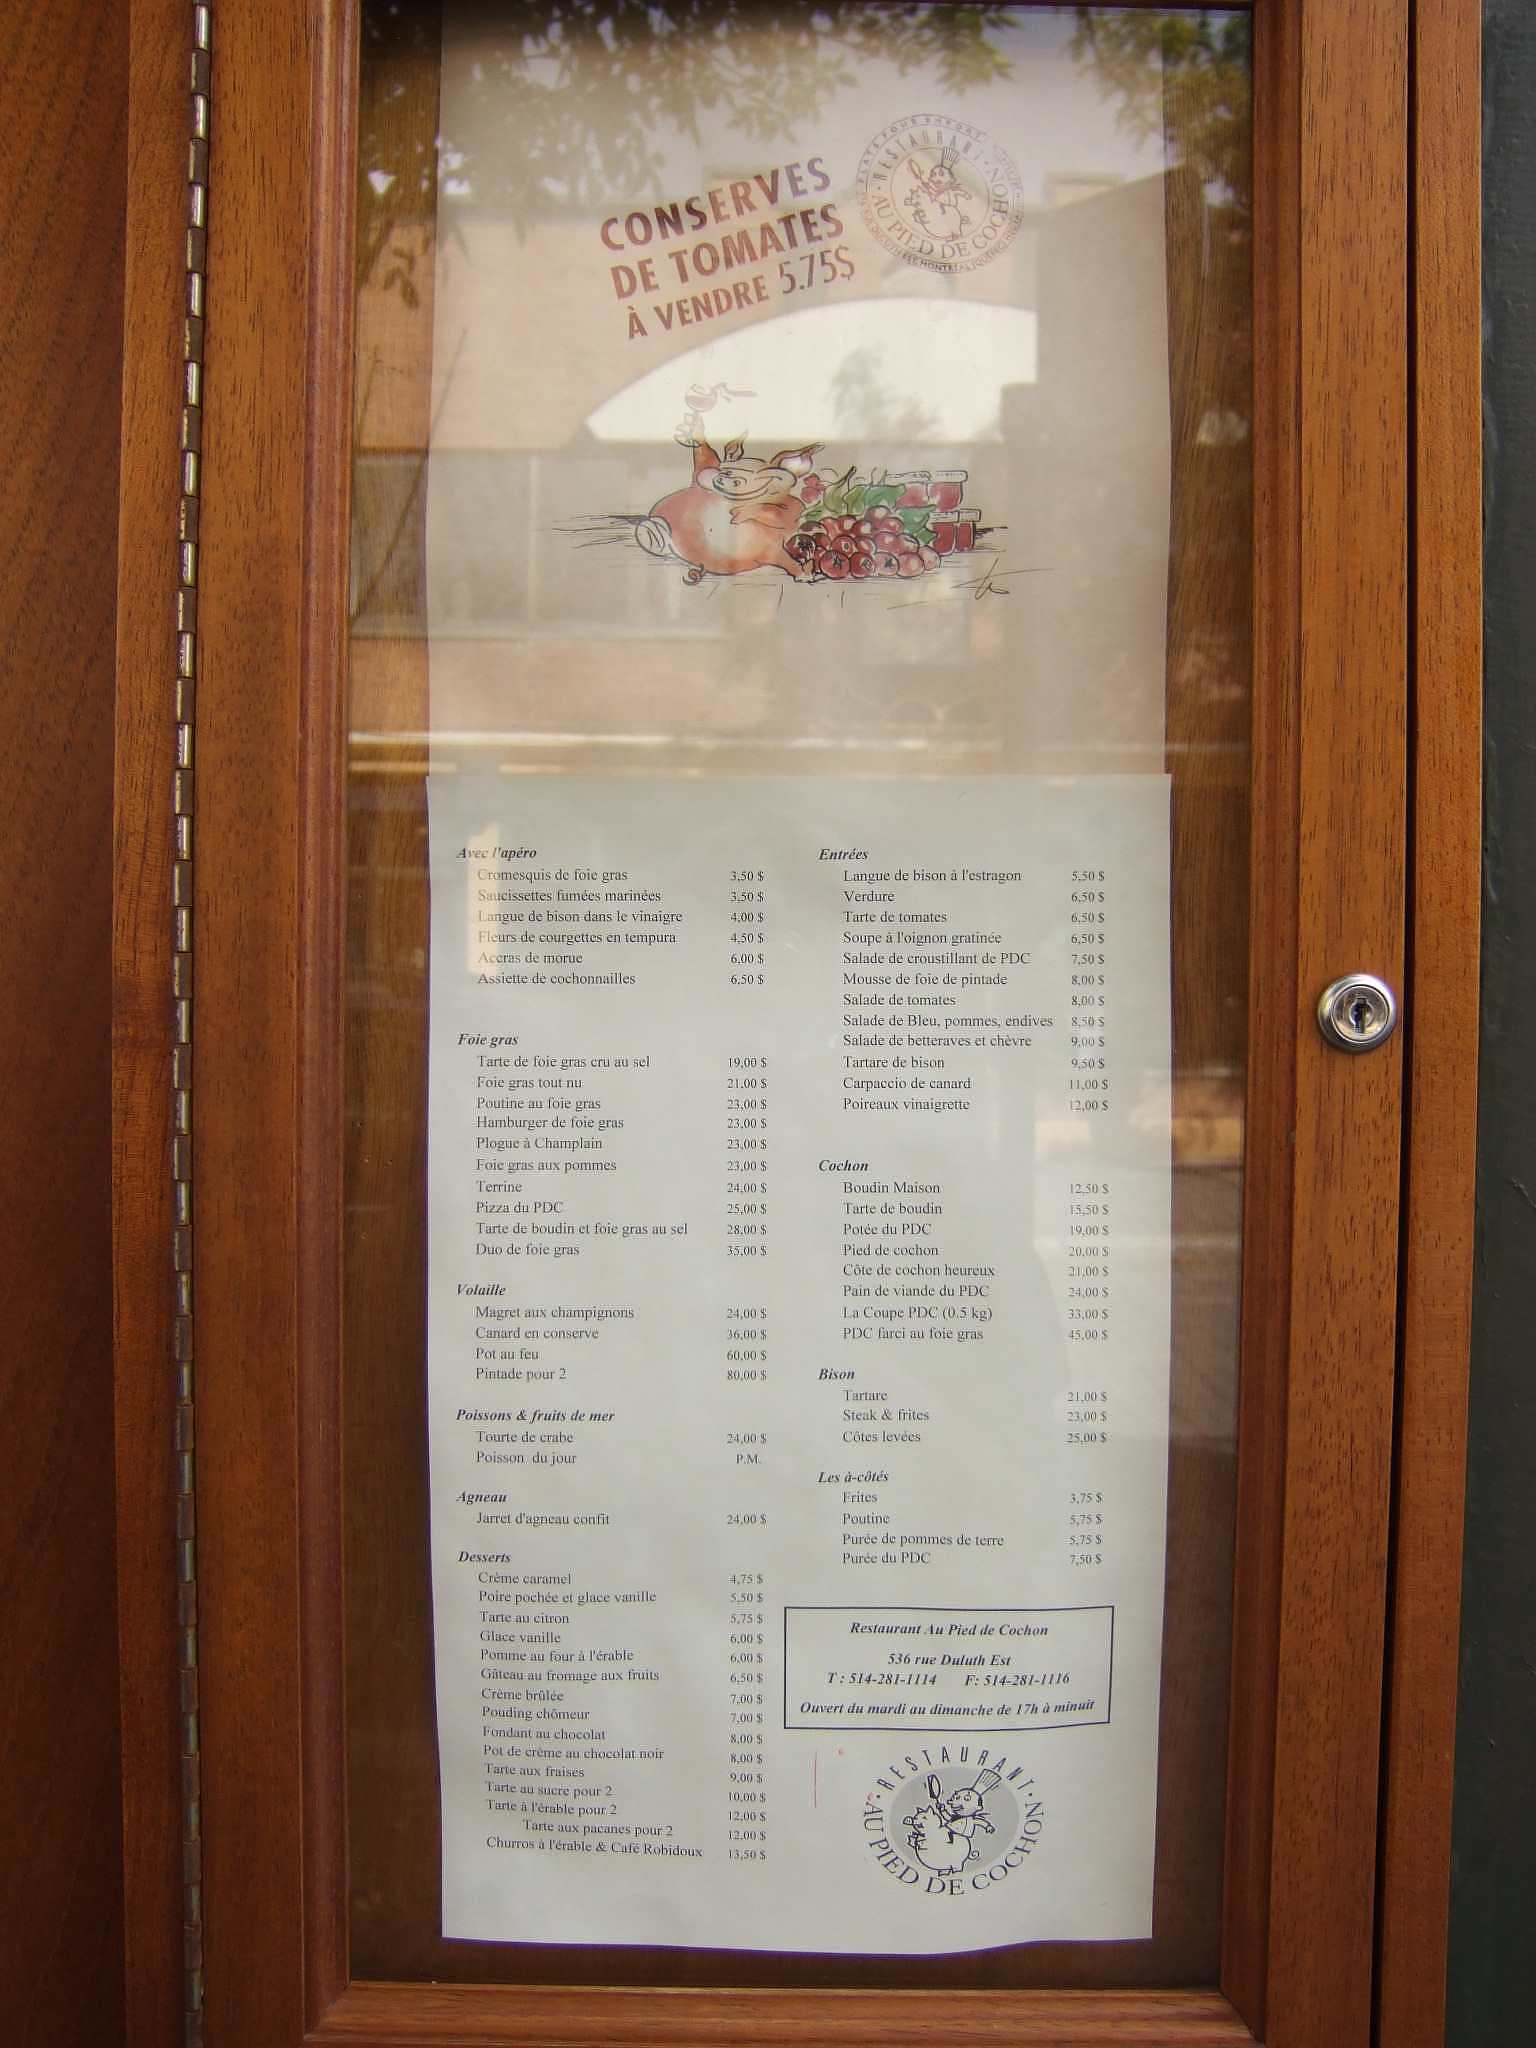 CONSERVES
DE TOMATES
À VENDRE 5.75$
RESTAURANT
AU PIED DE COCHON
Avec l'apéro
Cromesquis de foie gras 3,50 $
Saucissettes fumées marinées 3,50 $
Langue de bison dans le vinaigre 4,00 $
Fleurs de courgettes en tempura 4,50 $
Accras de morue 6,00 $
Assiette de cochonnailles 6,50 $
Foie gras
Tarte de foie gras cru au sel 19,00 $
Foie gras tout nu 21,00 $
Poutine au foie gras 23,00 $
Hamburger de foie gras 23,00 $
Plogue à Champlain 23,00 $
Foie gras aux pommes 23,00 $
Terrine 24,00 $
Pizza du PDC 25,00 $
Tarte de boudin et foie gras au sel 28,00 $
Duo de foie gras 35,00 $
Volaille
Magret aux champignons 24,00 $
Canard en conserve 36,00 $
Pot au feu 60,00 $
Pintade pour 2 80,00 $
Poissons & fruits de mer
Tourte de crabe 24,00 $
Poisson du jour P.M.
Agneau
Jarret d'agneau confit 24,00 $
Desserts
Crème caramel 4,75 $
Poire pochée et glace vanille 5,50 $
Tarte au citron 5,75 $
Glace vanille 6,00 $
Pomme au four à l'érable 6,00 $
Gâteau au fromage aux fruits 6,50 $
Crème brûlée 7,00 $
Pouding chômeur 7,00 $
Fondant au chocolat 8,00 $
Pot de crème au chocolat noir 8,00 $
Tarte aux fraises 9,00 $
Tarte au sucre pour 2 10,00 $
Tarte à l'érable pour 2 12,00 $
Tarte aux pacanes pour 2 12,00 $
Churros à l'érable & Café Robidoux 13,50 $
Entrées
Langue de bison à l'estragon 5,50 $
Verdure 6,50 $
Tarte de tomates 6,50 $
Soupe à l'oignon gratinée 6,50 $
Salade de croustillant de PDC 7,50 $
Mousse de foie de pintade 8,00 $
Salade de tomates 8,00 $
Salade de Bleu, pommes, endives 8,50 $
Salade de betteraves et chèvre 9,00 $
Tartare de bison 9,50 $
Carpaccio de canard 11,00 $
Poireaux vinaigrette 12,00 $
Cochon
Boudin Maison 12,50 $
Tarte de boudin 15,50 $
Potée du PDC 19,00 $
Pied de cochon 20,00 $
Côte de cochon heureux 21,00 $
Pain de viande du PDC 24,00 $
La Coupe PDC (0.5 kg) 33,00 $
PDC farci au foie gras 45,00 $
Bison
Tartare 21,00 $
Steak & frites 23,00 $
Côtes levées 25,00 $
Les à-côtés
Frites 3,75 $
Poutine 5,75 $
Purée de pommes de terre 5,75 $
Purée du PDC 7,50 $
Restaurant Au Pied de Cochon
536 rue Duluth Est
T : 514-281-1114 F: 514-281-1116
Ouvert du mardi au dimanche de 17h à minuit
RESTAURANT
AU PIED DE COCHON